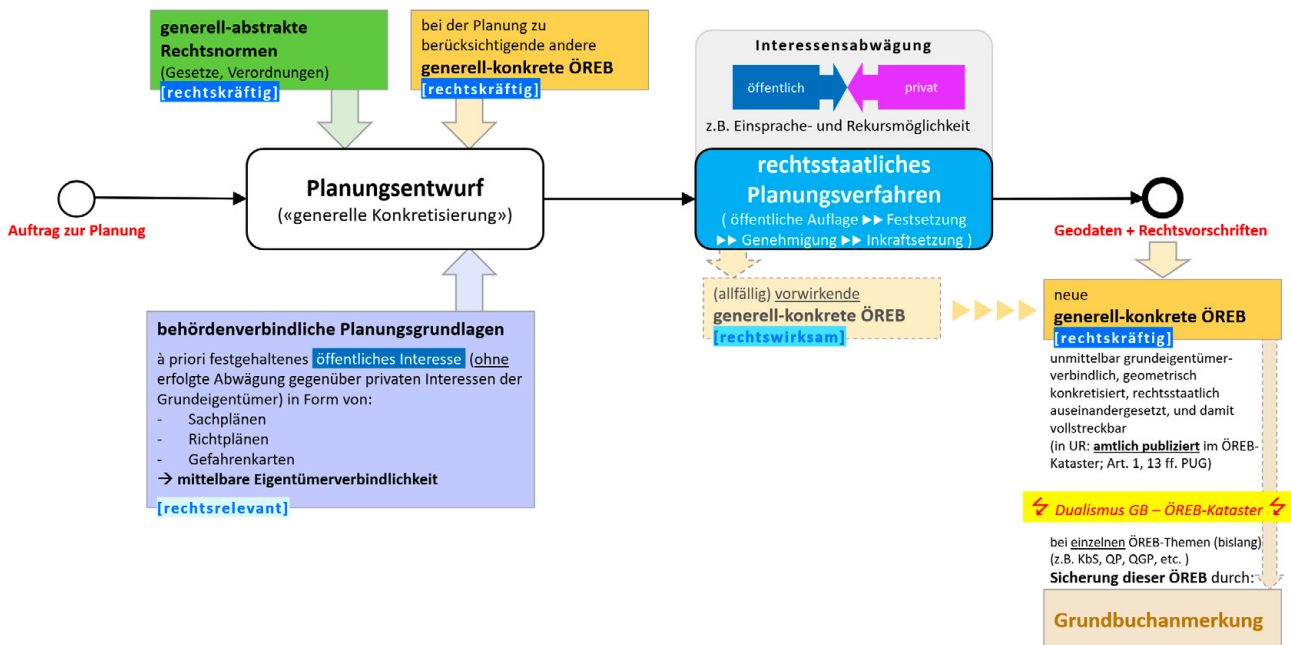 generell-abstrakte
Rechtsnormen
(Gesetze, Verordnungen)
[rechtskräftig]
bei der Planung zu
berücksichtigende andere
generell-konkrete ÖREB
[rechtskräftig]
Interessensabwägung
öffentlich
privat
z.B. Einsprache- und Rekursmöglichkeit
Auftrag zur Planung
Planungsentwurf
(«generelle Konkretisierung»)
rechtsstaatliches
Planungsverfahren
( öffentliche Auflage ▶▶ Festsetzung
▶▶ Genehmigung ▶▶ Inkraftsetzung )
Geodaten + Rechtsvorschriften
(allfällig) vorwirkende
generell-konkrete ÖREB
[rechtswirksam]
neue
generell-konkrete ÖREB
[rechtskräftig]
unmittelbar grundeigentümer-
verbindlich, geometrisch
konkretisiert, rechtsstaatlich
auseinandergesetzt, und damit
vollstreckbar
(in UR: amtlich publiziert im ÖREB-
Kataster; Art. 1, 13 ff. PUG)
behördenverbindliche Planungsgrundlagen
à priori festgehaltenes öffentliches Interesse (ohne
erfolgte Abwägung gegenüber privaten Interessen der
Grundeigentümer) in Form von:
- Sachplänen
- Richtplänen
- Gefahrenkarten
→ mittelbare Eigentümerverbindlichkeit
[rechtsrelevant]
Dualismus GB – ÖREB-Kataster
bei einzelnen ÖREB-Themen (bislang)
(z.B. KbS, QP, QGP, etc. )
Sicherung dieser ÖREB durch:
Grundbuchanmerkung